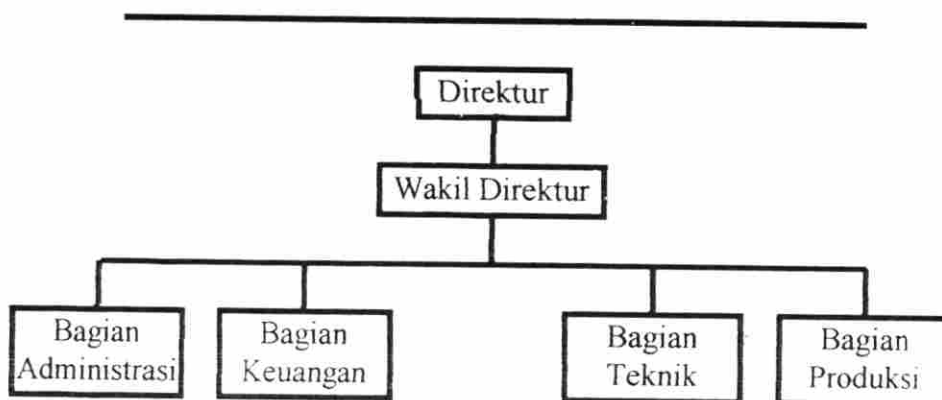 Direktur
Wakil Direktur
Bagian
Administrasi
Bagian
Keuangan
Bagian
Teknik
Bagian
Produksi